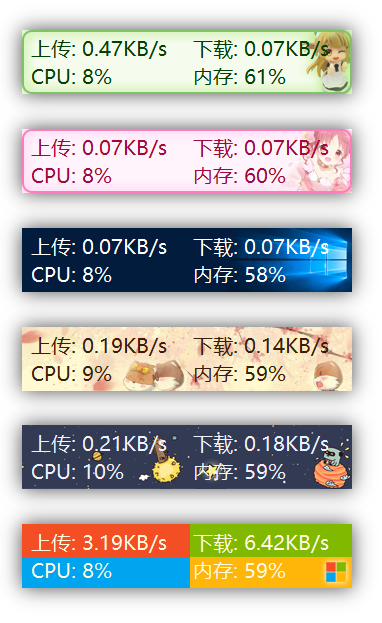 上传: 0.47KB/s 下载: 0.07KB/s
CPU: 8% 内存: 61%
上传: 0.07KB/s 下载: 0.07KB/s
CPU: 8% 内存: 60%
上传: 0.07KB/s 下载: 0.07KB/s
CPU: 8% 内存: 58%
上传: 0.19KB/s 下载: 0.14KB/s
CPU: 9% 内存: 59%
上传: 0.21KB/s 下载: 0.18KB/s
CPU: 10% 内存: 59%
上传: 3.19KB/s 下载: 6.42KB/s
CPU: 8% 内存: 59%